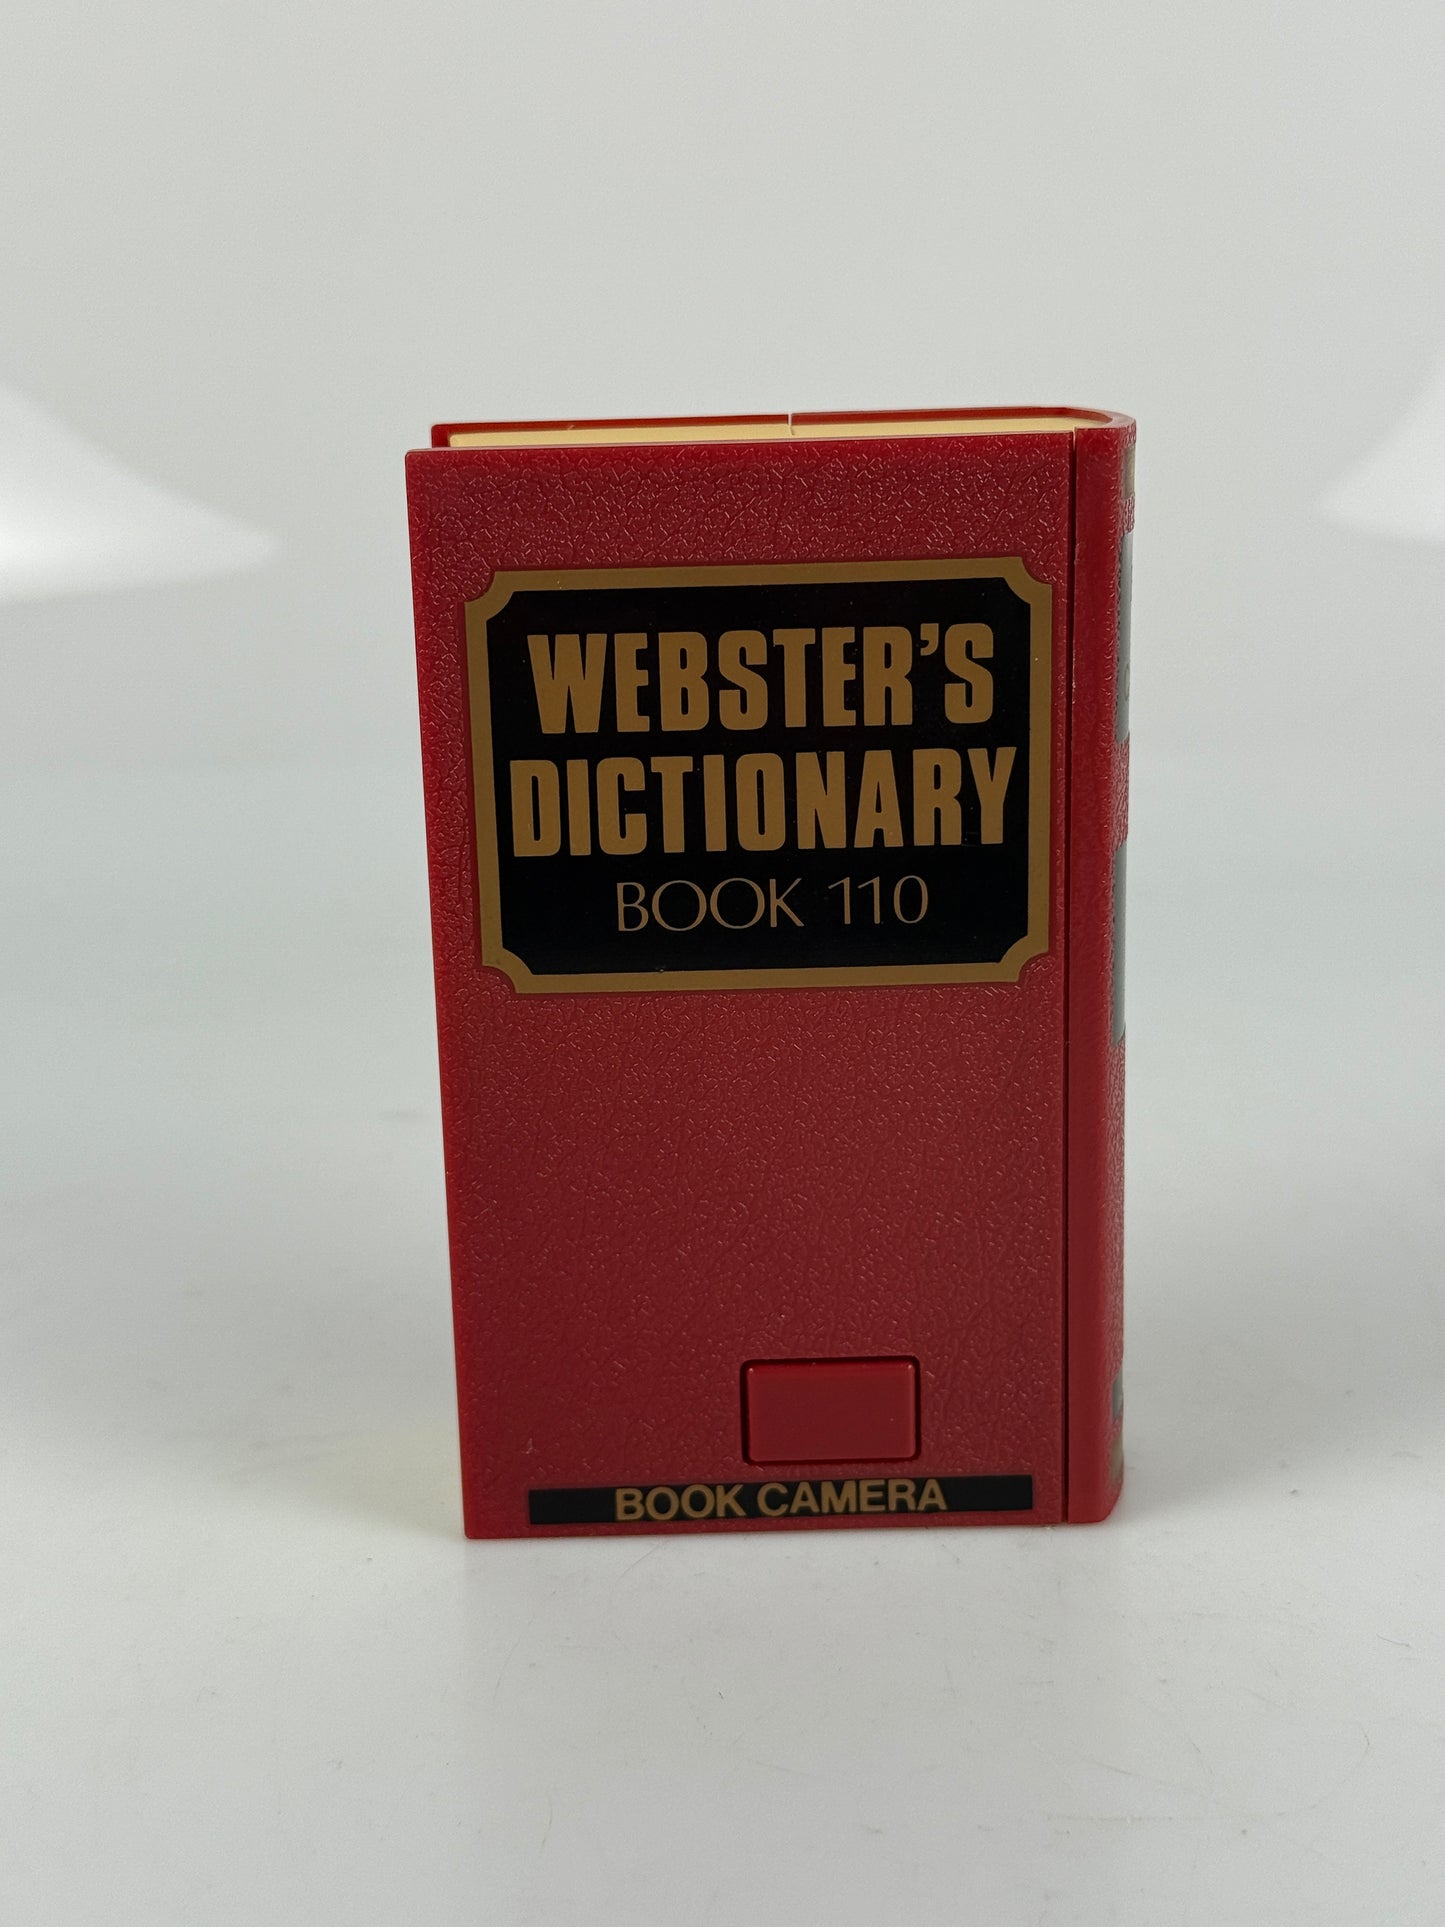 WEBSTER'S
DICTIONARY
BOOK 110
BOOK CAMERA